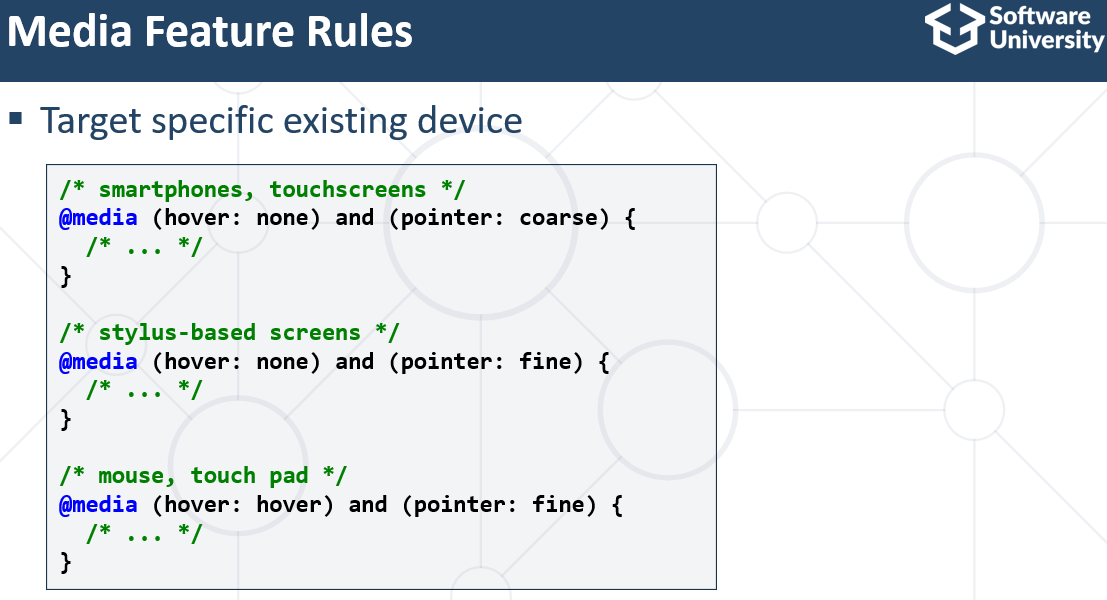 Media Feature Rules
Software
University
▪ Target specific existing device
/* smartphones, touchscreens */
@media (hover: none) and (pointer: coarse) {
  /* ... */
}
/* stylus-based screens */
@media (hover: none) and (pointer: fine) {
  /* ... */
}
/* mouse, touch pad */
@media (hover: hover) and (pointer: fine) {
  /* ... */
}